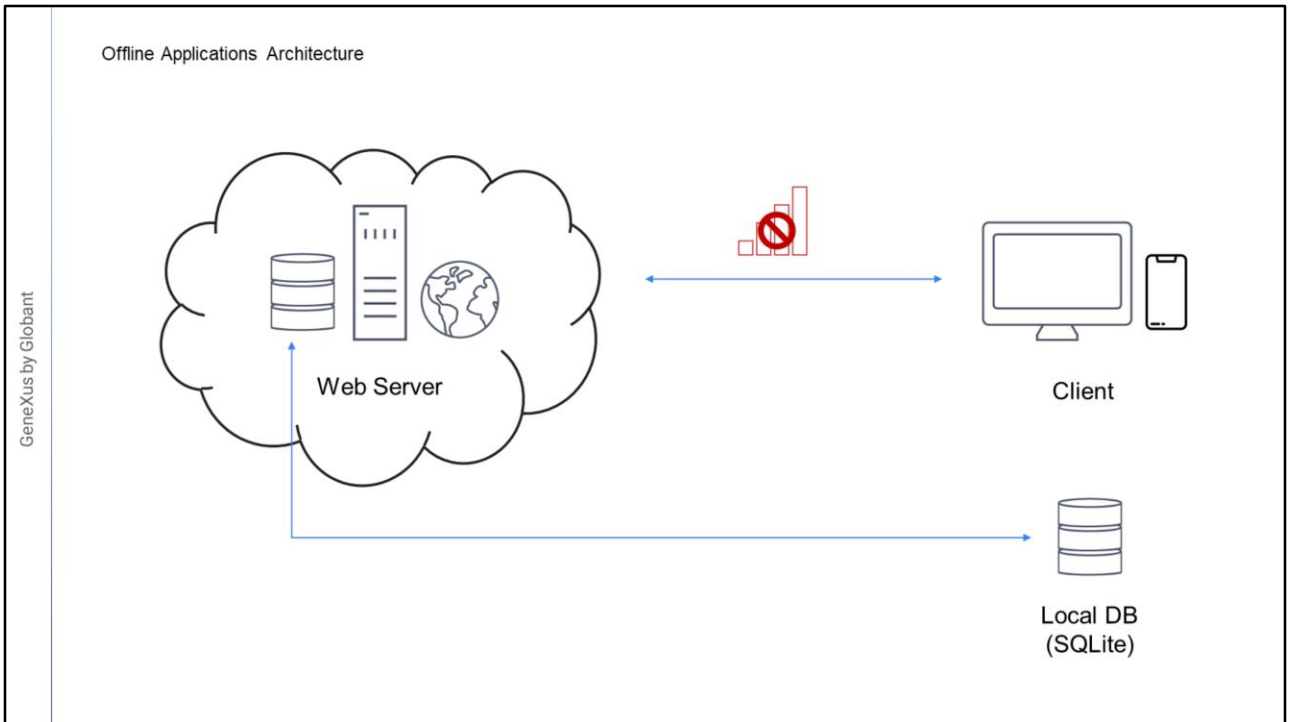 Offline Applications Architecture
GeneXus by Globant
Web Server
Client
Local DB
(SQLite)